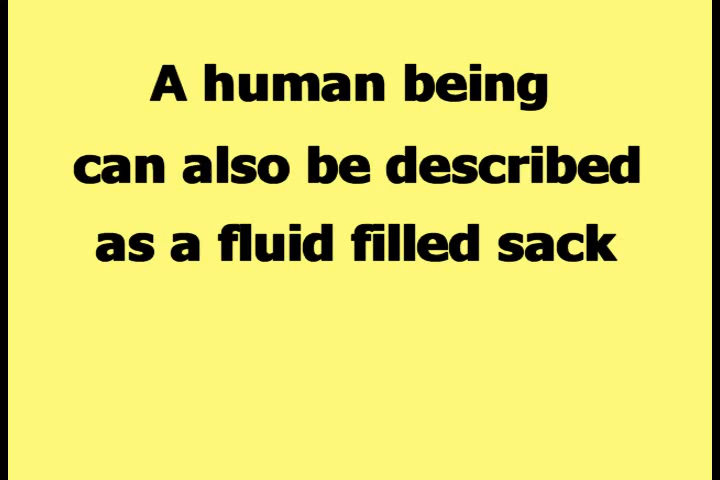 A human being
can also be described
as a fluid filled sack